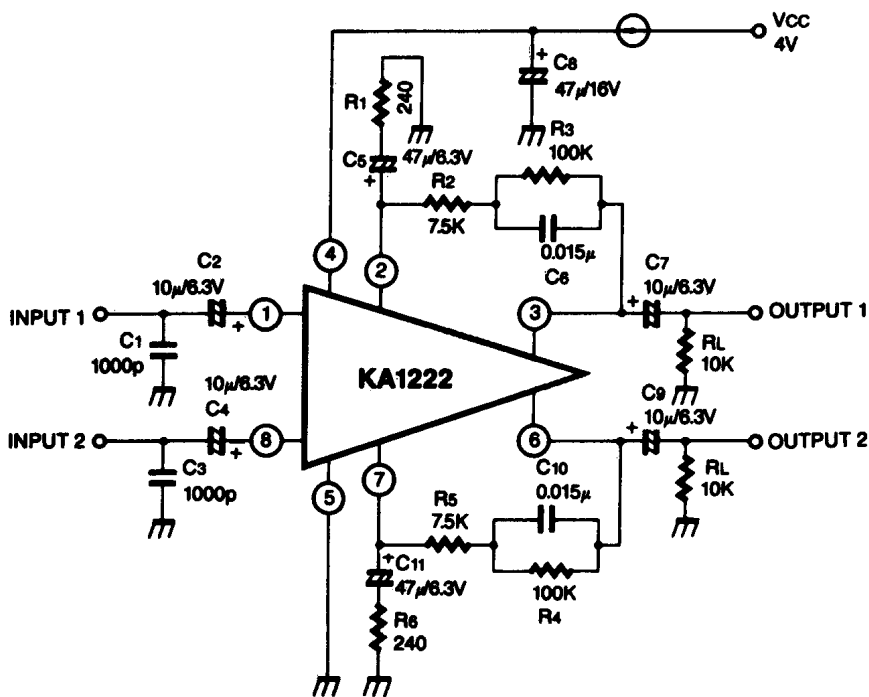 VCC
4V
C8
47μ/16V
R1
240
C5
47μ/6.3V
R3
100K
R2
7.5K
0.015μ
C6
4
2
C2
10μ/6.3V
C7
10μ/6.3V
INPUT 1
1
3
OUTPUT 1
C1
1000p
RL
10K
KA1222
10μ/6.3V
C4
C9
10μ/6.3V
INPUT 2
8
6
OUTPUT 2
C3
1000p
5
7
C10
0.015μ
RL
10K
R5
7.5K
C11
47μ/6.3V
100K
R4
R6
240